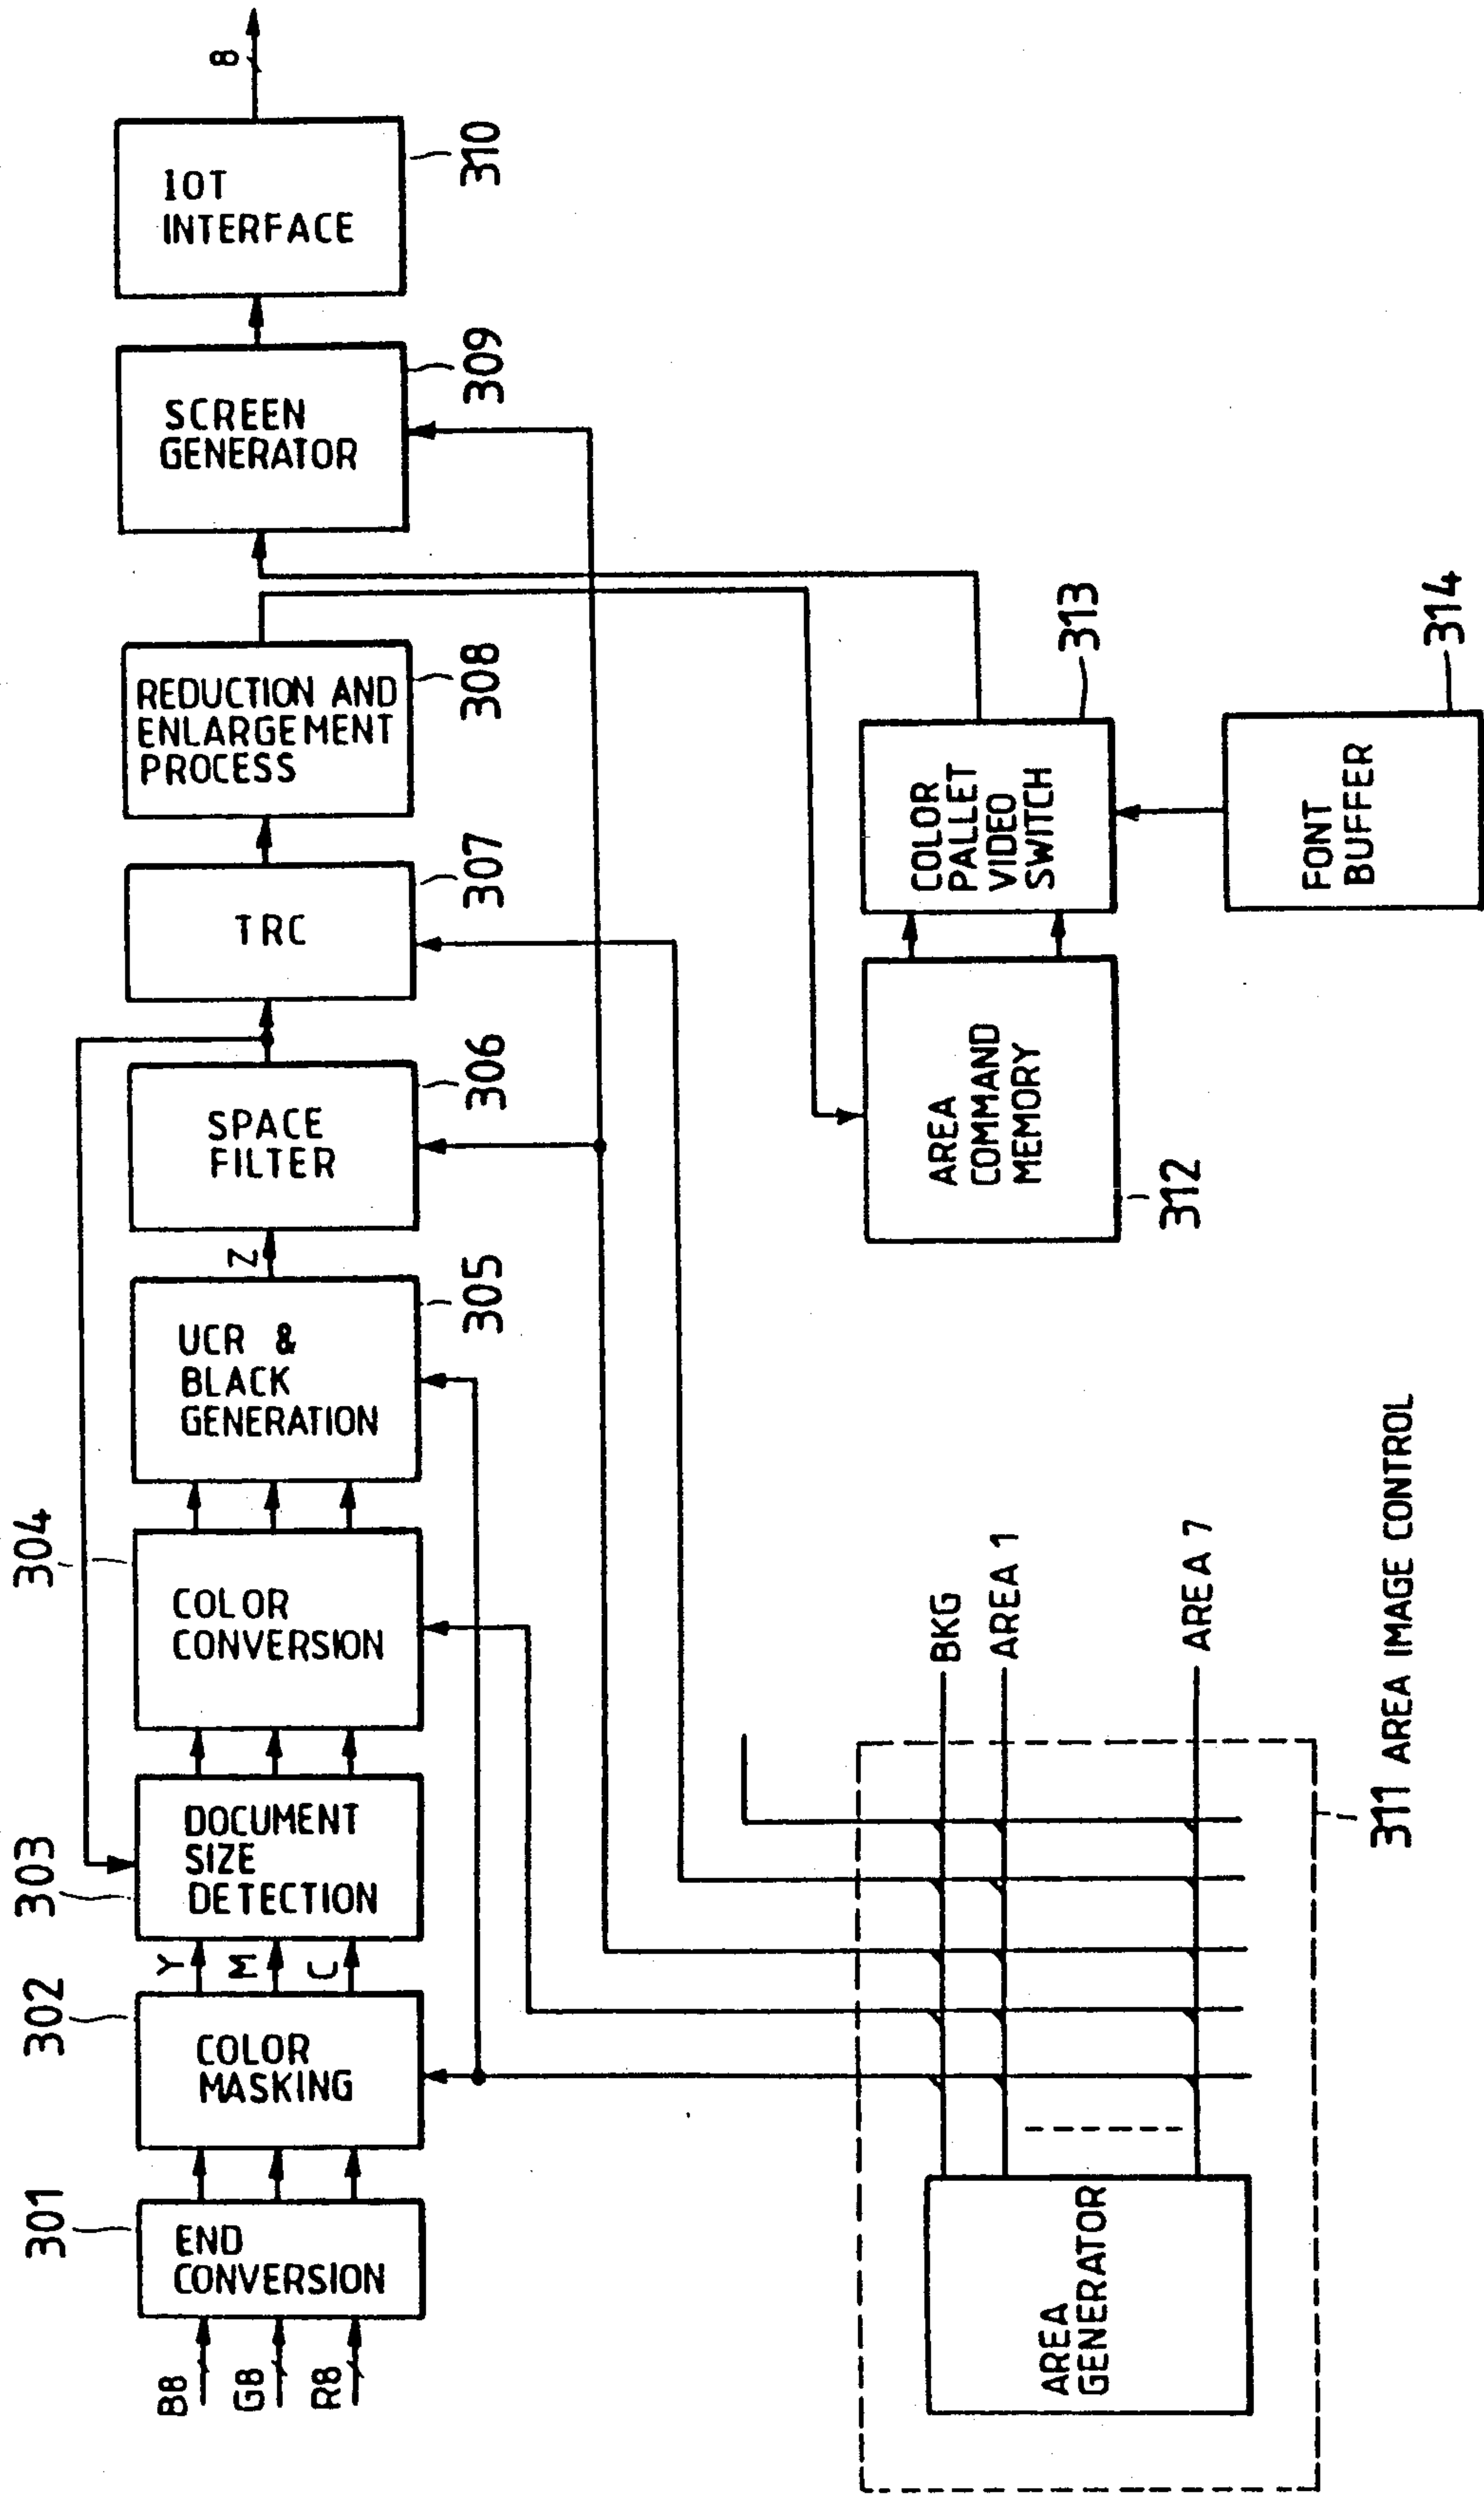 8
IOT
INTERFACE
310
SCREEN
GENERATOR
309
REDUCTION AND
ENLARGEMENT
PROCESS
308
TRC
307
SPACE
FILTER
306
Z
UCR &
BLACK
GENERATION
305
304
COLOR
CONVERSION
303
DOCUMENT
SIZE
DETECTION
Y
M
C
302
COLOR
MASKING
301
END
CONVERSION
B8
G8
R8
COLOR
PALLET
VIDEO
SWITCH
313
FONT
BUFFER
314
AREA
COMMAND
MEMORY
312
BKG
AREA 1
AREA 7
AREA
GENERATOR
311 AREA IMAGE CONTROL